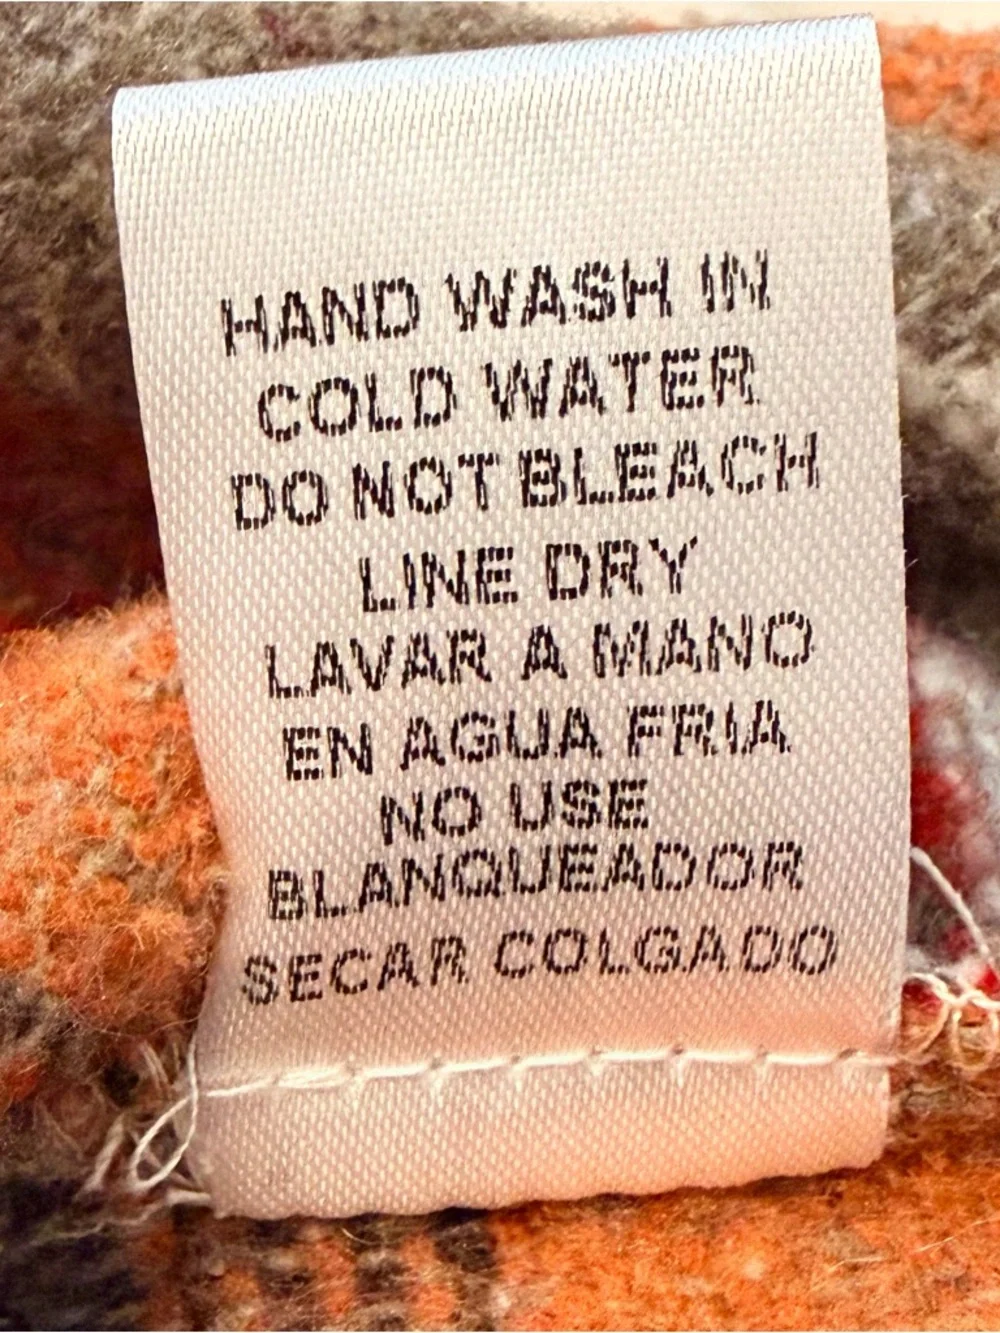 HAND WASH IN
COLD WATER
DO NOT BLEACH
LINE DRY
LAVAR A MANO
EN AGUA FRIA
NO USE
BLANQUEADOR
SECAR COLGADO